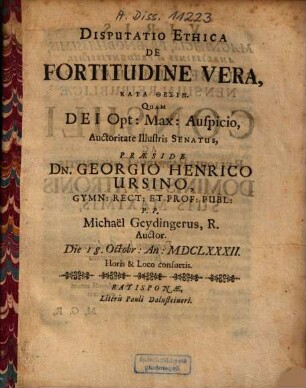 A. Diss. 11223
DISPUTATIO ETHICA
DE
FORTITUDINE VERA,
ΚΑΤΑ ΘΕΣΙΝ.
QUAM
DEI Opt: Max: Auspicio,
Auctoritate Illustris SENATUS,
PRÆSIDE
DN. GEORGIO HENRICO
URSINO,
GYMN: RECT: ET PROF: PUBL:
P. P.
Michaël Geydingerus, R.
Auctor.
Die 18. Octobr: An: MDCLXXXII.
Horis & Loco consuetis.
RATISPONÆ,
Literis Pauli Dalnsteineri.